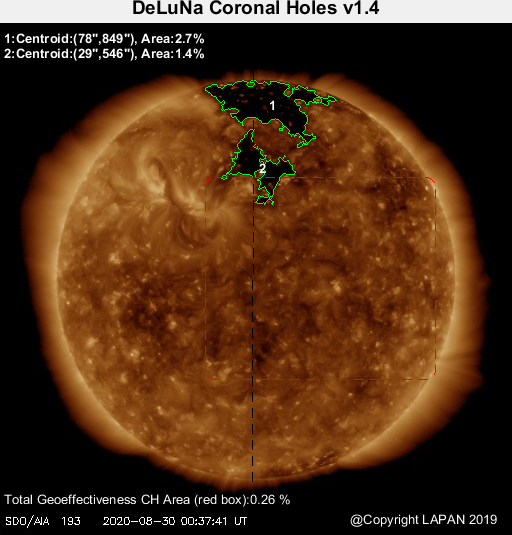 DeLuNa Coronal Holes v1.4
1:Centroid:(78",849"), Area:2.7%
2:Centroid:(29",546"), Area:1.4%
1
2
Total Geoeffectiveness CH Area (red box):0.26 %
SDO/AIA 193 2020-08-30 00:37:41 UT
@Copyright LAPAN 2019